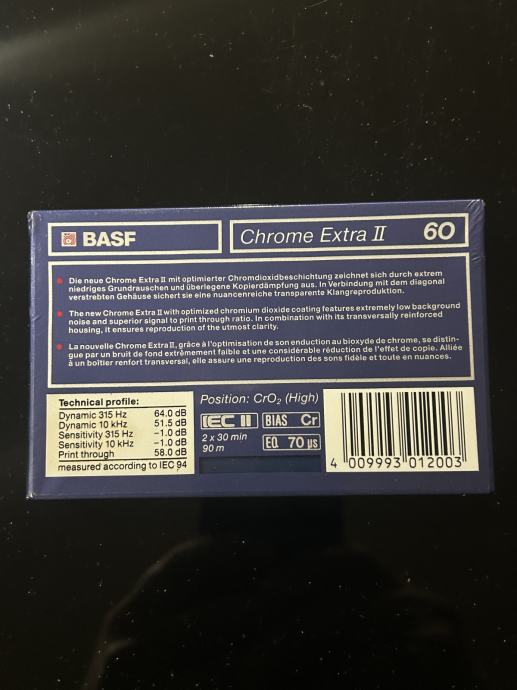 BASF
Chrome Extra II 60
Die neue Chrome Extra II mit optimierter Chromdioxidbeschichtung zeichnet sich durch extrem
niedriges Grundrauschen und überlegene Kopierdämpfung aus. In Verbindung mit dem diagonal
verstrebten Gehäuse sichert sie eine nuancenreiche transparente Klangreproduktion.
The new Chrome Extra II with optimized chromium dioxide coating features extremely low background
noise and superior signal to print through ratio. In combination with its transversally reinforced
housing, it ensures reproduction of the utmost clarity.
La nouvelle Chrome Extra II, grâce à l'optimisation de son enduction au bioxyde de chrome, se distin-
gue par un bruit de fond extrêmement faible et une considérable réduction de l'effet de copie. Alliée
à un boîtier renfort transversal, elle assure une reproduction des sons fidèle et toute en nuances.
Technical profile:
Dynamic 315 Hz 64.0 dB
Dynamic 10 kHz 51.5 dB
Sensitivity 315 Hz -1.0 dB
Sensitivity 10 kHz -1.0 dB
Print through 58.0 dB
measured according to IEC 94
Position: CrO₂ (High)
IEC II BIAS Cr
2 x 30 min
90 m
EQ 70 µs
4 009993 012003